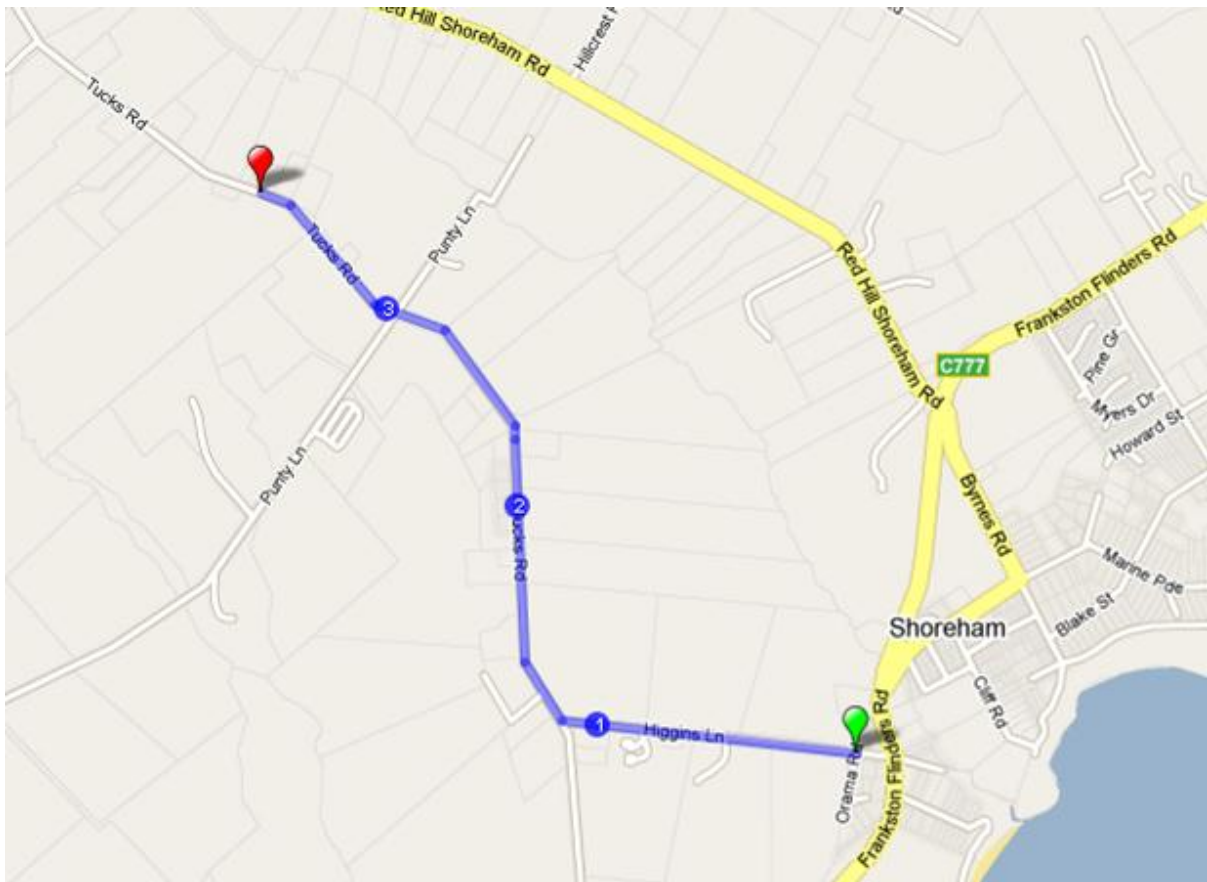 Red Hill Shoreham Rd
Hillcrest
Tucks Rd
Punty Ln
Tucks Rd
3
Red Hill Shoreham Rd
Frankston Flinders Rd
C777
Pine Gr
Myers Dr
Howard St
Punty Ln
2
Tucks Rd
Byrnes Rd
Marine Pde
Blake St
Shoreham
Cliff Rd
1
Higgins Ln
Orama Rd
Frankston Flinders Rd